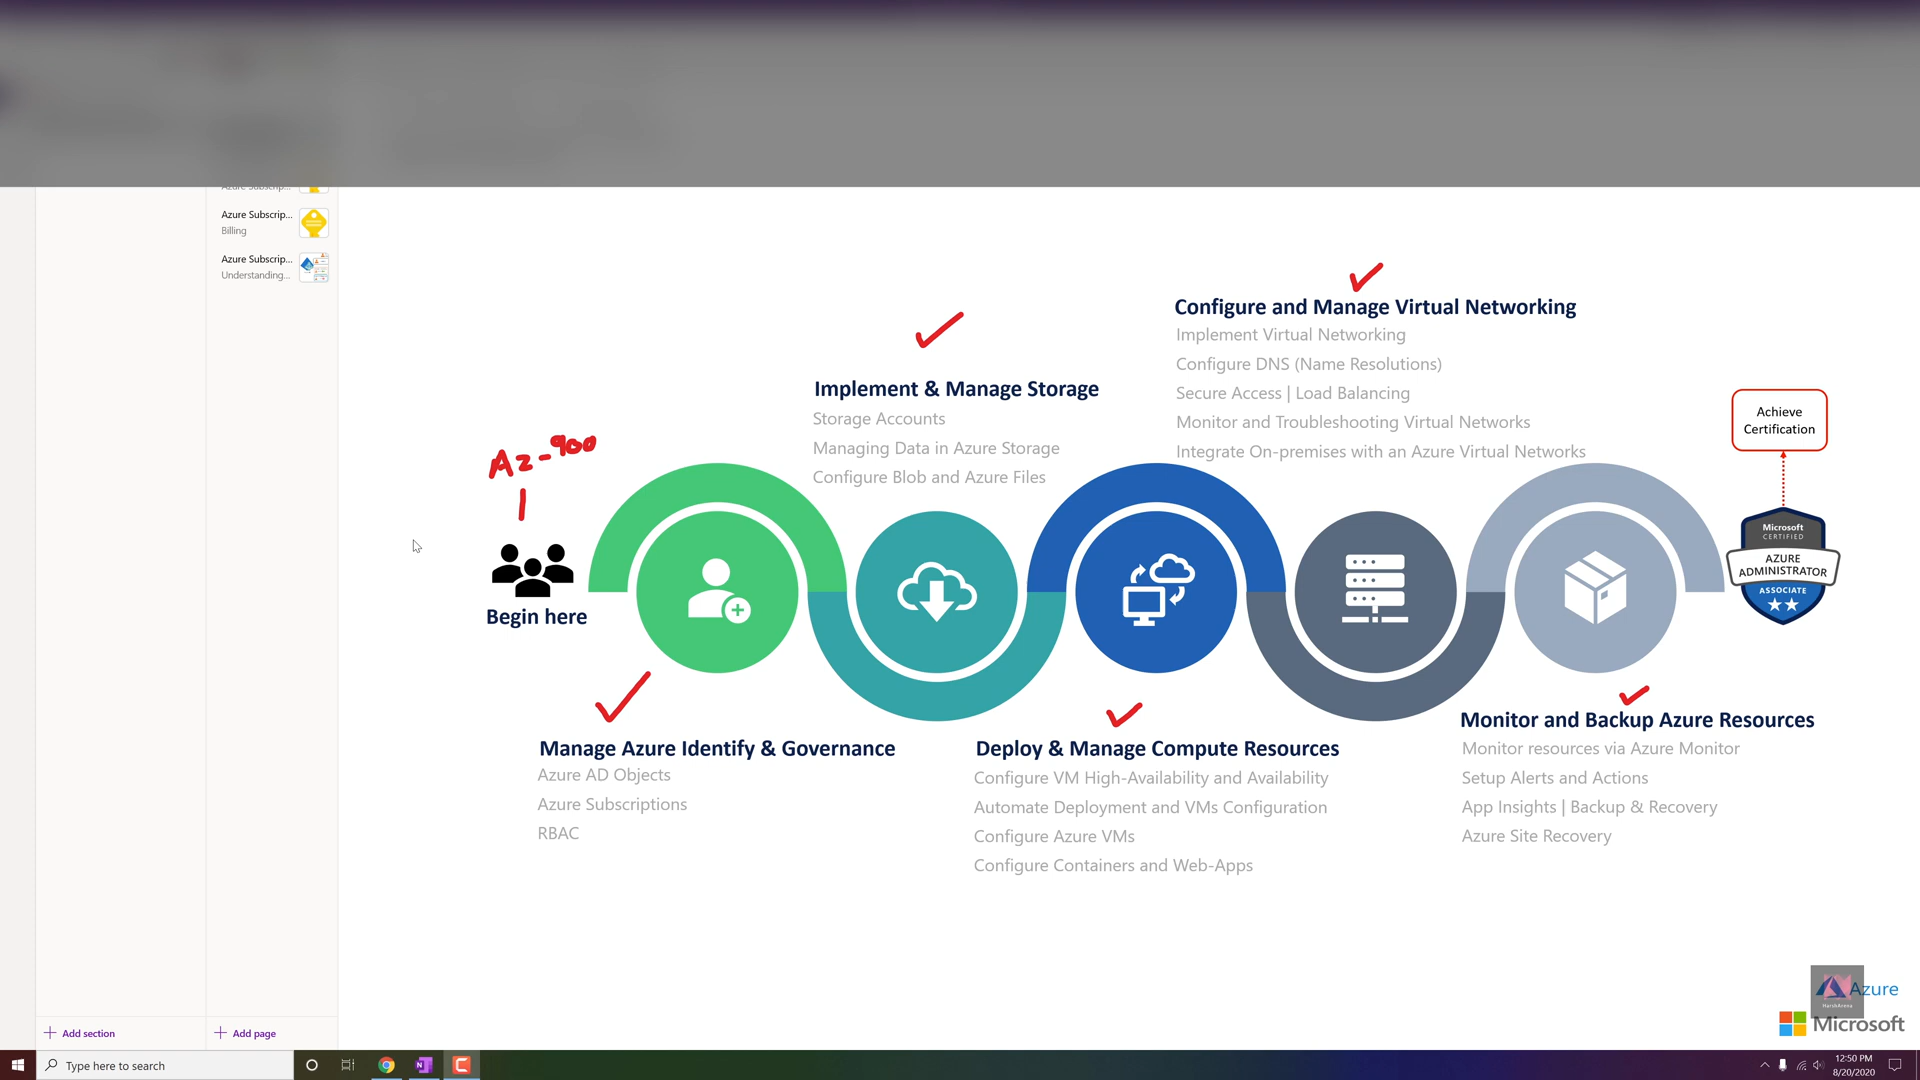 Azure Subscrip...
Azure Subscrip...
Billing
Azure Subscrip...
Understanding...
Configure and Manage Virtual Networking
Implement Virtual Networking
Configure DNS (Name Resolutions)
Secure Access | Load Balancing
Monitor and Troubleshooting Virtual Networks
Integrate On-premises with an Azure Virtual Networks
Implement & Manage Storage
Storage Accounts
Managing Data in Azure Storage
Configure Blob and Azure Files
Achieve
Certification
Az-900
Begin here
Microsoft
CERTIFIED
AZURE
ADMINISTRATOR
ASSOCIATE
Manage Azure Identify & Governance
Azure AD Objects
Azure Subscriptions
RBAC
Deploy & Manage Compute Resources
Configure VM High-Availability and Availability
Automate Deployment and VMs Configuration
Configure Azure VMs
Configure Containers and Web-Apps
Monitor and Backup Azure Resources
Monitor resources via Azure Monitor
Setup Alerts and Actions
App Insights | Backup & Recovery
Azure Site Recovery
Azure
Microsoft
Add section
Add page
Type here to search
12:50 PM
8/20/2020